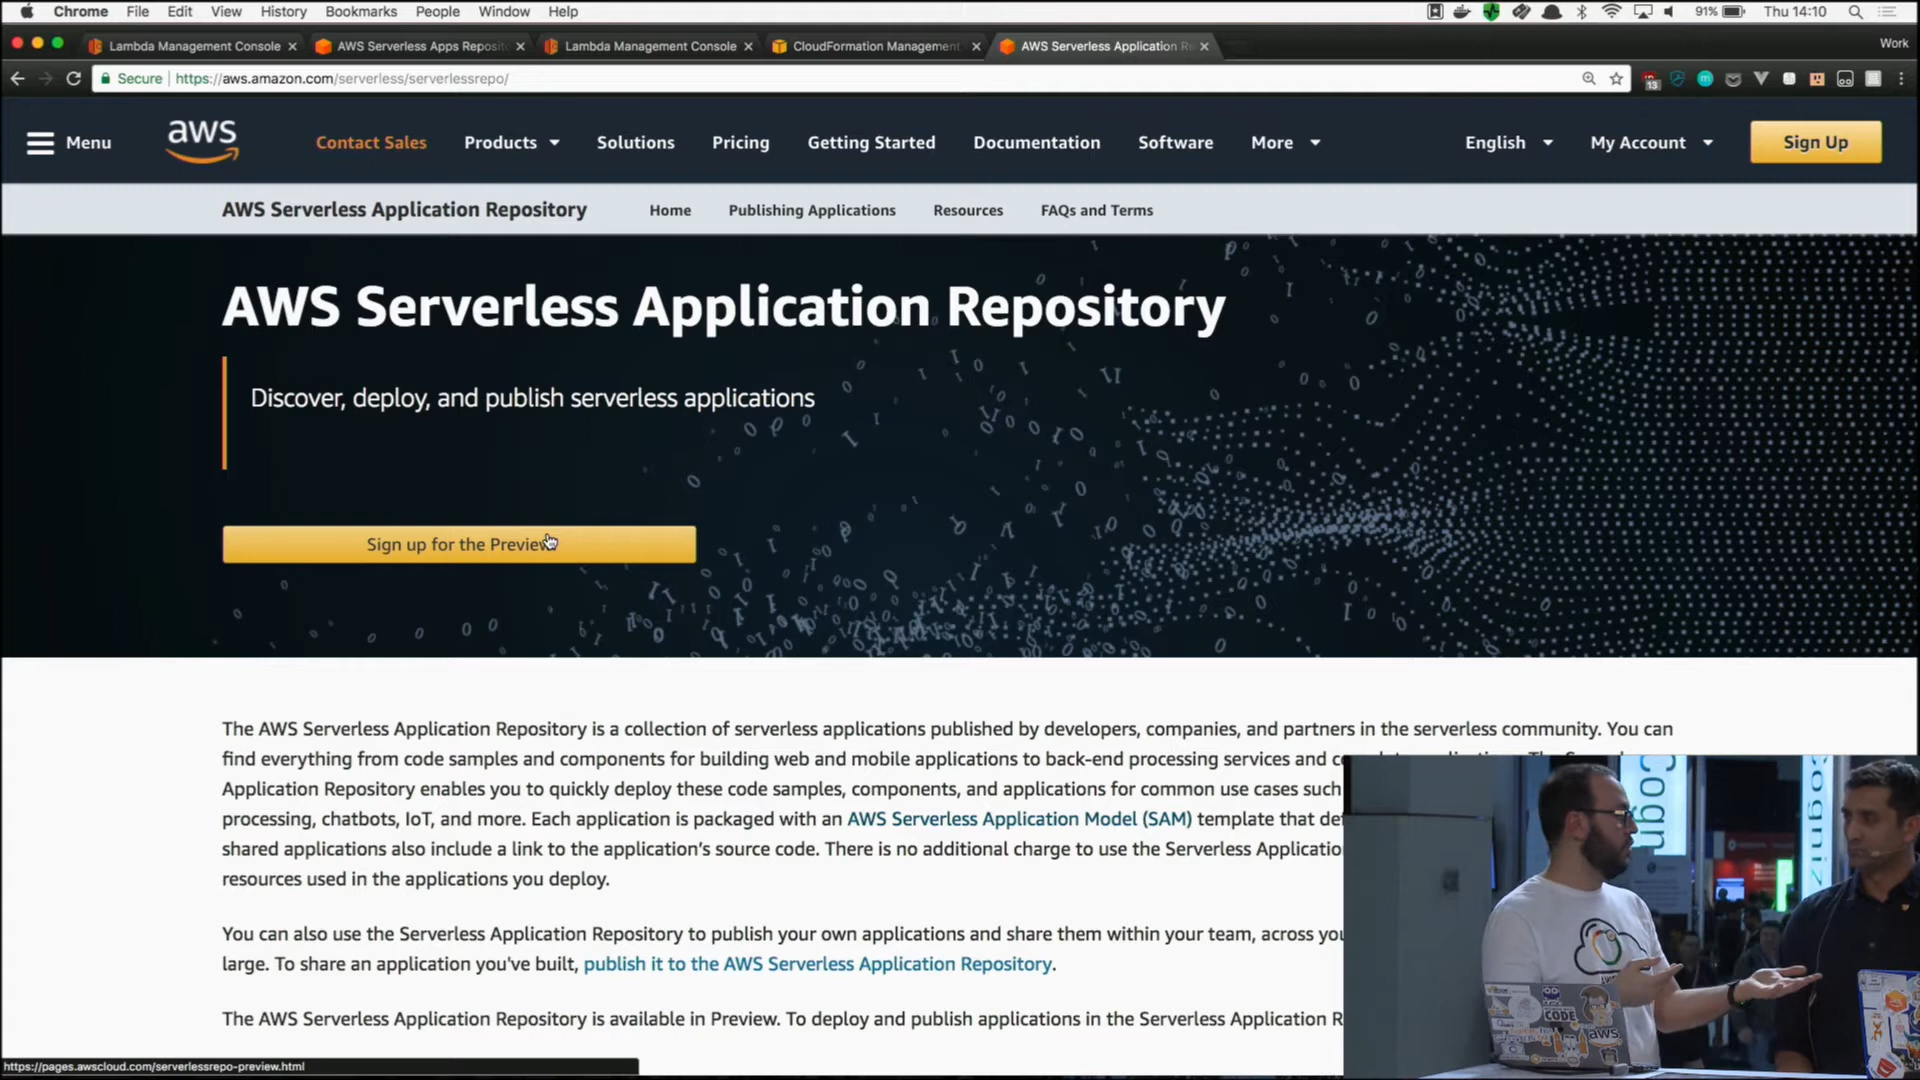 Chrome File Edit View History Bookmarks People Window Help 91% Thu 14:10
Lambda Management Console AWS Serverless Apps Reposit Lambda Management Console CloudFormation Management AWS Serverless Application R Work
Secure https://aws.amazon.com/serverless/serverlessrepo/ 13
Menu aws Contact Sales Products Solutions Pricing Getting Started Documentation Software More English My Account Sign Up
AWS Serverless Application Repository Home Publishing Applications Resources FAQs and Terms
AWS Serverless Application Repository
Discover, deploy, and publish serverless applications
Sign up for the Preview
The AWS Serverless Application Repository is a collection of serverless applications published by developers, companies, and partners in the serverless community. You can
find everything from code samples and components for building web and mobile applications to back-end processing services and
Application Repository enables you to quickly deploy these code samples, components, and applications for common use cases such
processing, chatbots, IoT, and more. Each application is packaged with an AWS Serverless Application Model (SAM) template that de
shared applications also include a link to the application's source code. There is no additional charge to use the Serverless Applicatio
resources used in the applications you deploy.
You can also use the Serverless Application Repository to publish your own applications and share them within your team, across you
large. To share an application you've built, publish it to the AWS Serverless Application Repository.
The AWS Serverless Application Repository is available in Preview. To deploy and publish applications in the Serverless Application R
https://pages.awscloud.com/serverlessrepo-preview.html
Cogn
Cogniz
CODE
aws